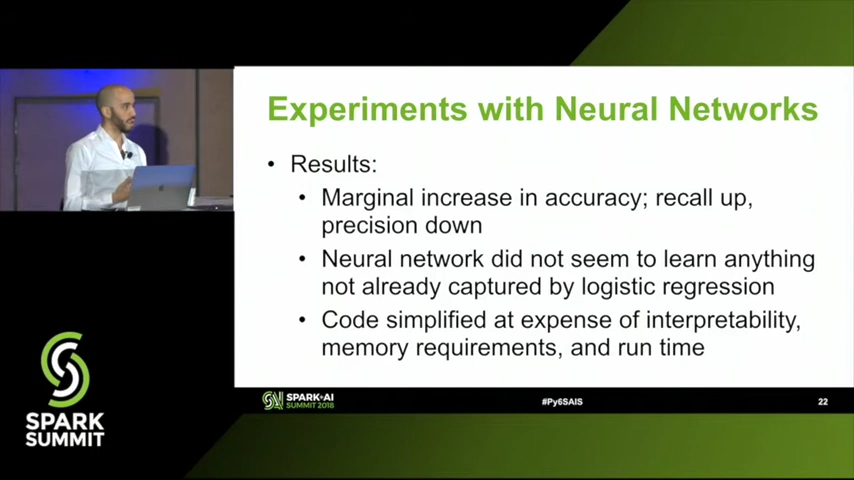 Experiments with Neural Networks
• Results:
• Marginal increase in accuracy; recall up,
precision down
• Neural network did not seem to learn anything
not already captured by logistic regression
• Code simplified at expense of interpretability,
memory requirements, and run time
SPARK+AI
SUMMIT 2018
#Py6SAIS
22
SPARK
SUMMIT